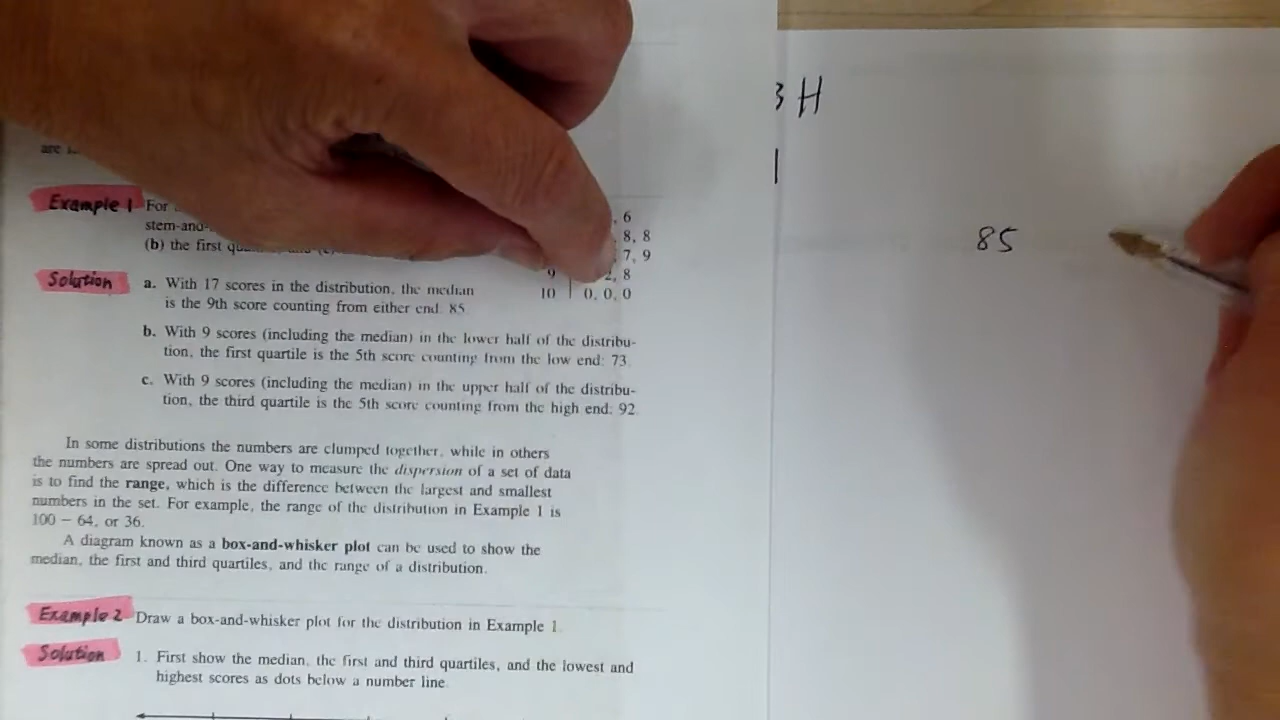 3 H
1
Example 1 For
stem-and-
(b) the first
, 6
8, 8
7, 9
9 2, 8
10 0, 0, 0
85
Solution a. With 17 scores in the distribution, the median
is the 9th score counting from either end: 85
b. With 9 scores (including the median) in the lower half of the distribu-
tion, the first quartile is the 5th score counting from the low end: 73.
c. With 9 scores (including the median) in the upper half of the distribu-
tion, the third quartile is the 5th score counting from the high end: 92.
In some distributions the numbers are clumped together, while in others
the numbers are spread out. One way to measure the dispersion of a set of data
is to find the range, which is the difference between the largest and smallest
numbers in the set. For example, the range of the distribution in Example 1 is
100 − 64, or 36.
A diagram known as a box-and-whisker plot can be used to show the
median, the first and third quartiles, and the range of a distribution.
Example 2 Draw a box-and-whisker plot for the distribution in Example 1.
Solution 1. First show the median, the first and third quartiles, and the lowest and
highest scores as dots below a number line.